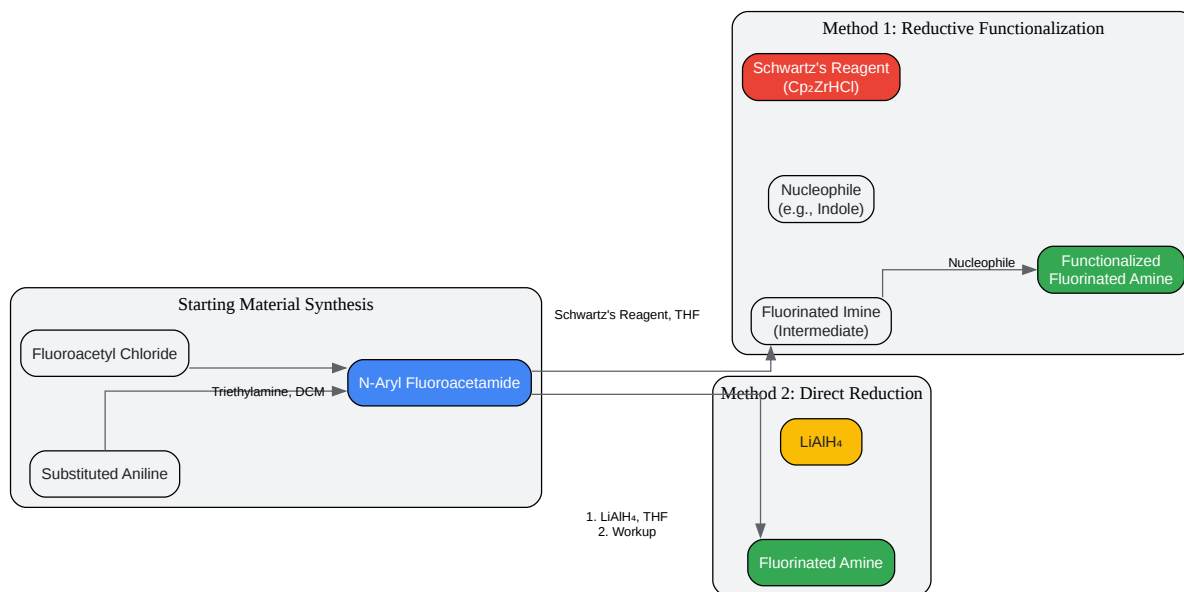 Method 1: Reductive Functionalization
Schwartz's Reagent
(Cp₂ZrHCl)
Nucleophile
(e.g., Indole)
Nucleophile
Functionalized
Fluorinated Amine
Fluorinated Imine
(Intermediate)
Starting Material Synthesis
Fluoroacetyl Chloride
Triethylamine, DCM
N-Aryl Fluoroacetamide
Substituted Aniline
Schwartz's Reagent, THF
Method 2: Direct Reduction
LiAlH₄
1. LiAlH₄, THF
2. Workup
Fluorinated Amine